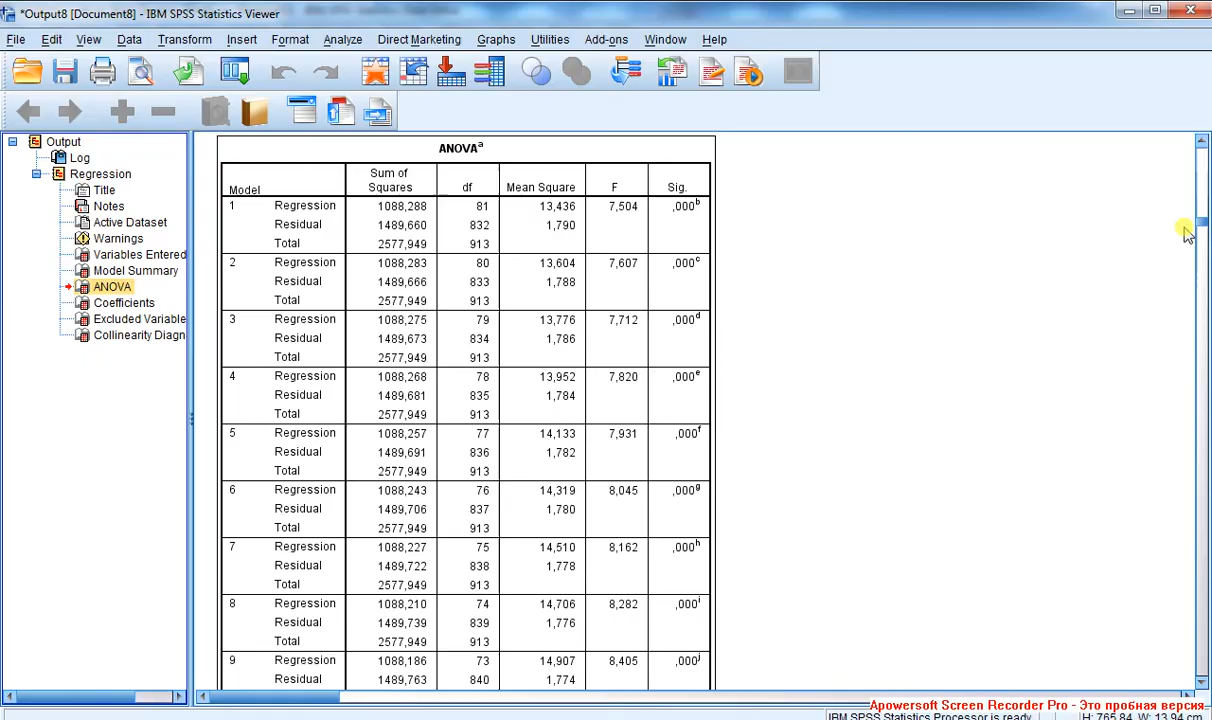 *Output8 [Document8] - IBM SPSS Statistics Viewer
File Edit View Data Transform Insert Format Analyze Direct Marketing Graphs Utilities Add-ons Window Help
Output
Log
Regression
Title
Notes
Active Dataset
Warnings
Variables Entered
Model Summary
ANOVA
Coefficients
Excluded Variable
Collinearity Diagn
ANOVAa
Model Sum of Squares df Mean Square F Sig.
1 Regression 1088,288 81 13,436 7,504 ,000b
Residual 1489,660 832 1,790
Total 2577,949 913
2 Regression 1088,283 80 13,604 7,607 ,000c
Residual 1489,666 833 1,788
Total 2577,949 913
3 Regression 1088,275 79 13,776 7,712 ,000d
Residual 1489,673 834 1,786
Total 2577,949 913
4 Regression 1088,268 78 13,952 7,820 ,000e
Residual 1489,681 835 1,784
Total 2577,949 913
5 Regression 1088,257 77 14,133 7,931 ,000f
Residual 1489,691 836 1,782
Total 2577,949 913
6 Regression 1088,243 76 14,319 8,045 ,000g
Residual 1489,706 837 1,780
Total 2577,949 913
7 Regression 1088,227 75 14,510 8,162 ,000h
Residual 1489,722 838 1,778
Total 2577,949 913
8 Regression 1088,210 74 14,706 8,282 ,000i
Residual 1489,739 839 1,776
Total 2577,949 913
9 Regression 1088,186 73 14,907 8,405 ,000j
Residual 1489,763 840 1,774
Apowersoft Screen Recorder Pro - Это пробная версия
IBM SPSS Statistics Processor is ready H: 765,84, W: 13,94 cm